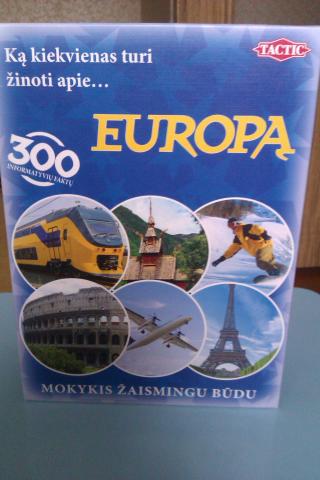 TACTIC
Ką kiekvienas turi
žinoti apie...
EUROPĄ
300
INFORMATYVIŲ FAKTŲ
MOKYKIS ŽAISMINGU BŪDU